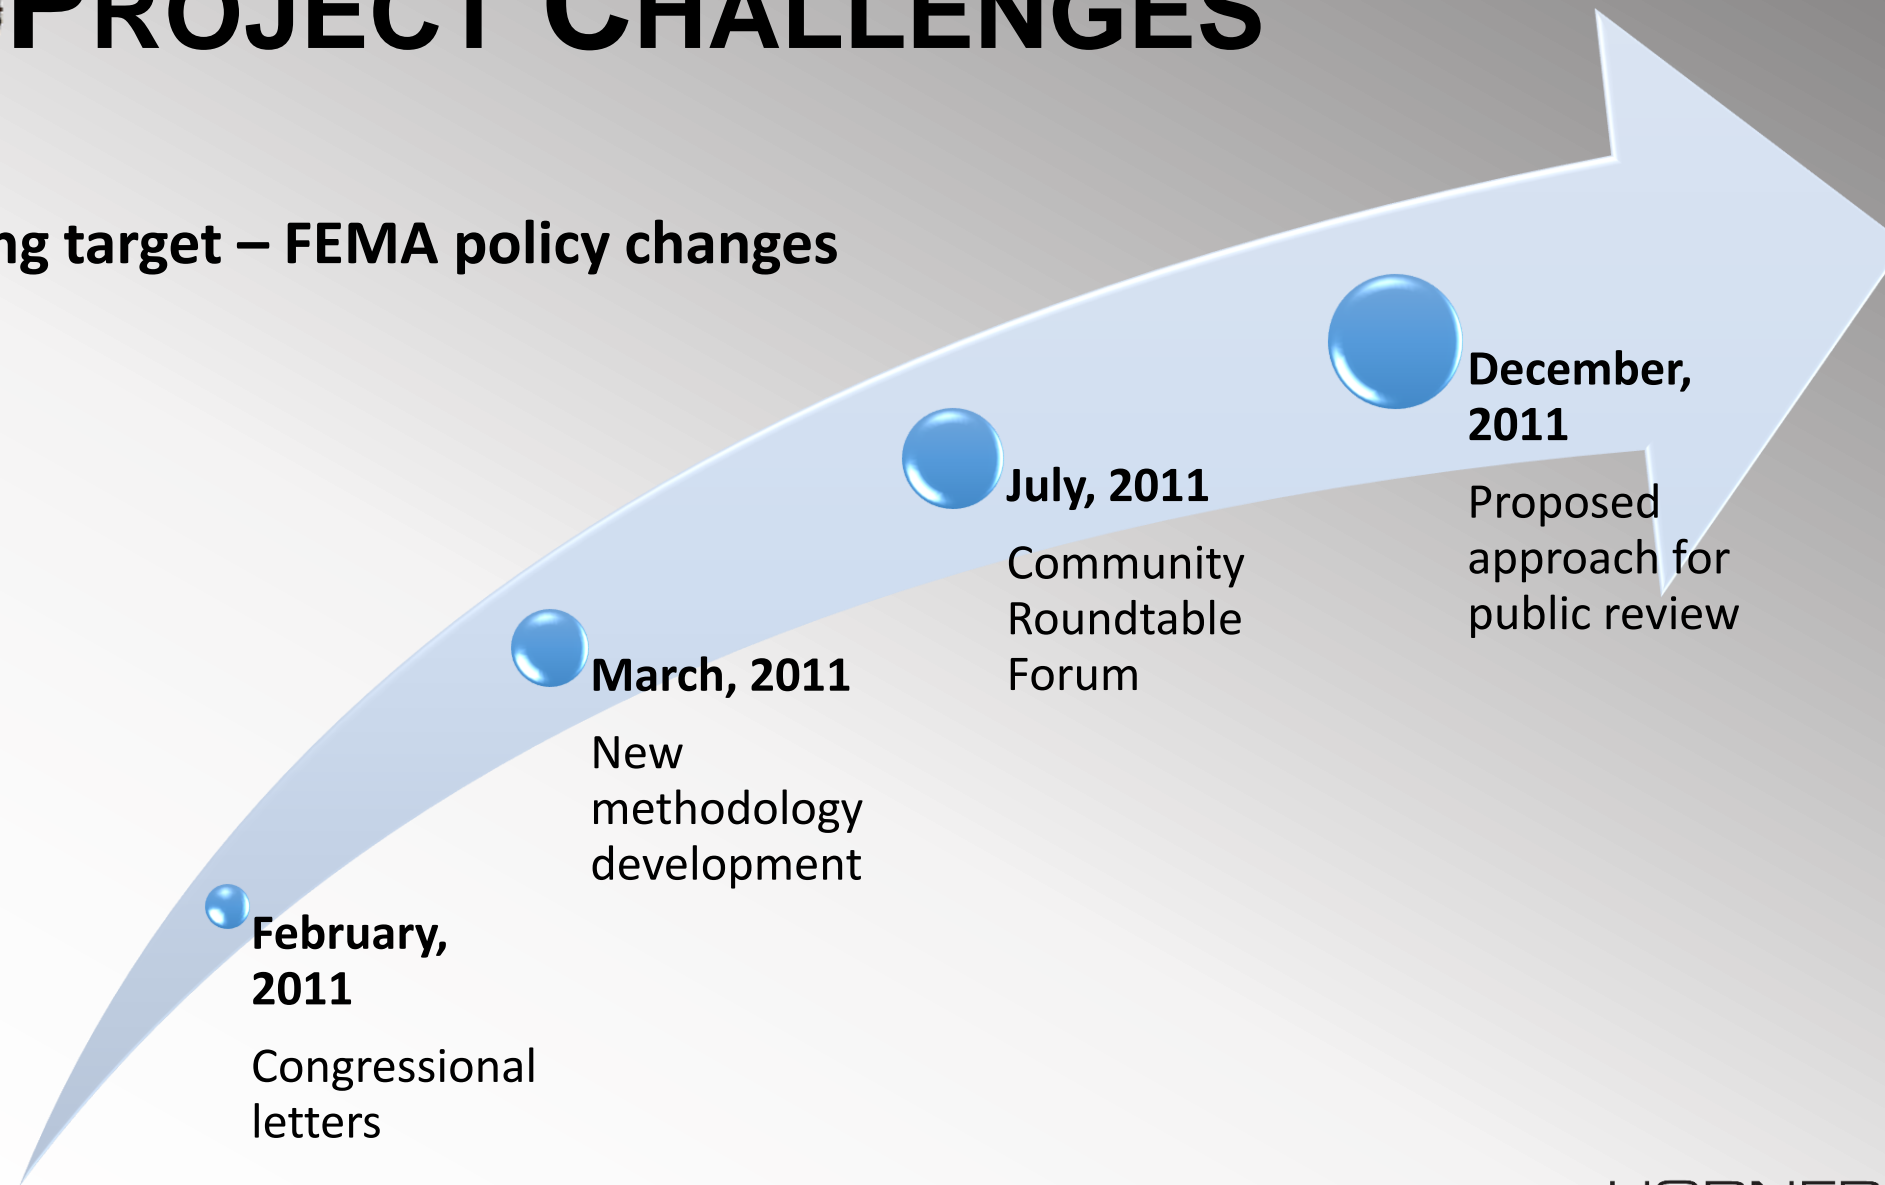 PROJECT CHALLENGES
ng target – FEMA policy changes
December,
2011
Proposed
approach for
public review
July, 2011
Community
Roundtable
Forum
March, 2011
New
methodology
development
February,
2011
Congressional
letters